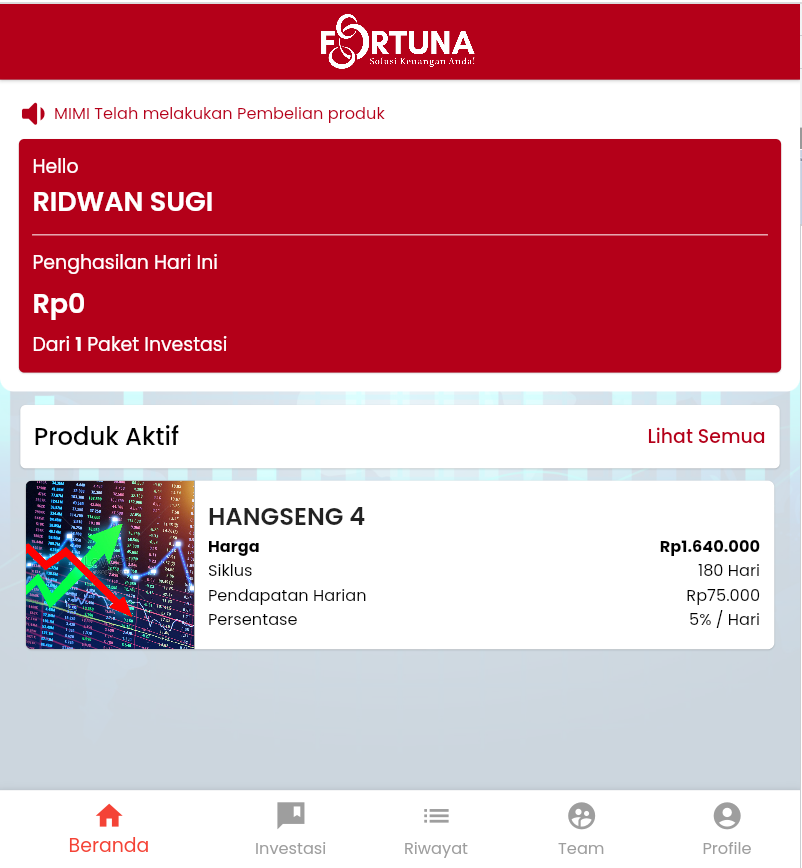 FORTUNA
Solusi Keuangan Anda!
MIMI Telah melakukan Pembelian produk
Hello
RIDWAN SUGI
Penghasilan Hari Ini
Rp0
Dari 1 Paket Investasi
Produk Aktif
Lihat Semua
HANGSENG 4
Harga Rp1.640.000
Siklus 180 Hari
Pendapatan Harian Rp75.000
Persentase 5% / Hari
Beranda Investasi Riwayat Team Profile